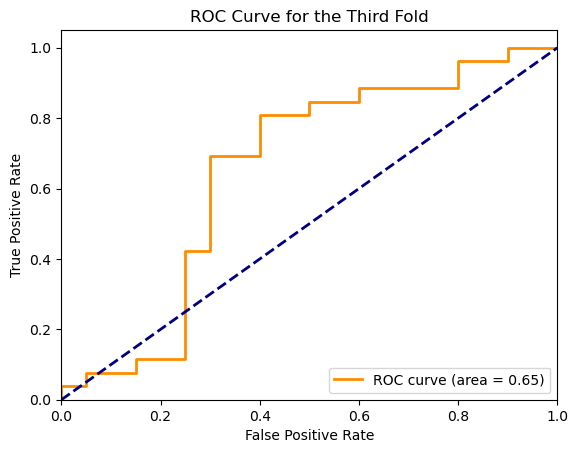 ROC Curve for the Third Fold
1.0
0.8
0.6
0.4
0.2
0.0
True Positive Rate
0.0 0.2 0.4 0.6 0.8 1.0
False Positive Rate
ROC curve (area = 0.65)